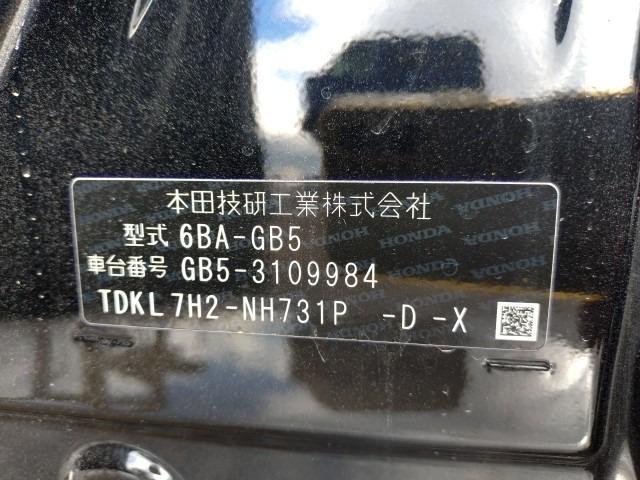 本田技研工業株式会社
型式 6BA-GB5
車台番号 GB5-3109984
TDKL 7H2-NH731P -D -X